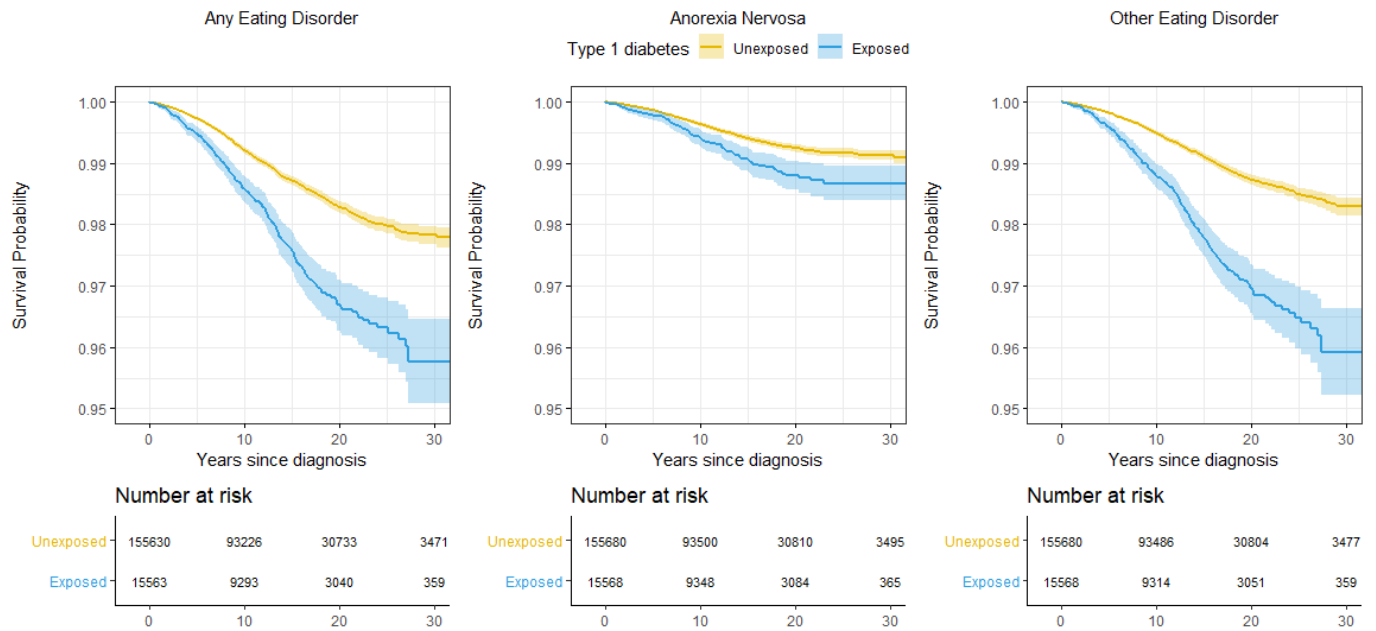 Any Eating Disorder
Anorexia Nervosa
Other Eating Disorder
Type 1 diabetes Unexposed Exposed
Survival Probability
1.00
0.99
0.98
0.97
0.96
0.95
0 10 20 30
Years since diagnosis
Survival Probability
1.00
0.99
0.98
0.97
0.96
0.95
0 10 20 30
Years since diagnosis
Survival Probability
1.00
0.99
0.98
0.97
0.96
0.95
0 10 20 30
Years since diagnosis
Number at risk
Unexposed 155630 93226 30733 3471
Exposed 15563 9293 3040 359
0 10 20 30
Number at risk
Unexposed 155680 93500 30810 3495
Exposed 15568 9348 3084 365
0 10 20 30
Number at risk
Unexposed 155680 93486 30804 3477
Exposed 15568 9314 3051 359
0 10 20 30